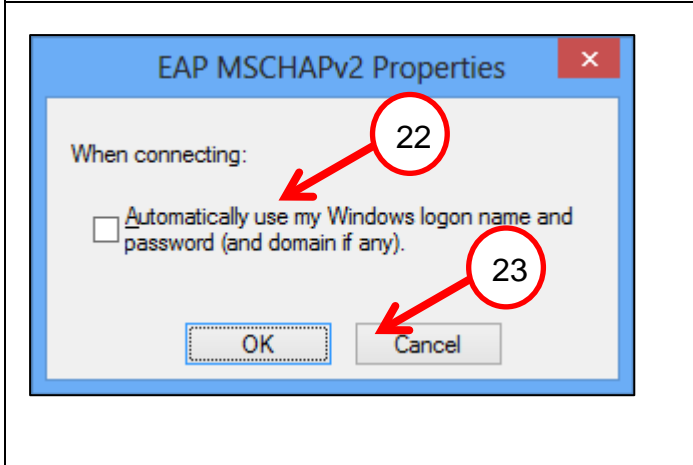 EAP MSCHAPv2 Properties
×
22
When connecting:
Automatically use my Windows logon name and
password (and domain if any).
23
OK Cancel